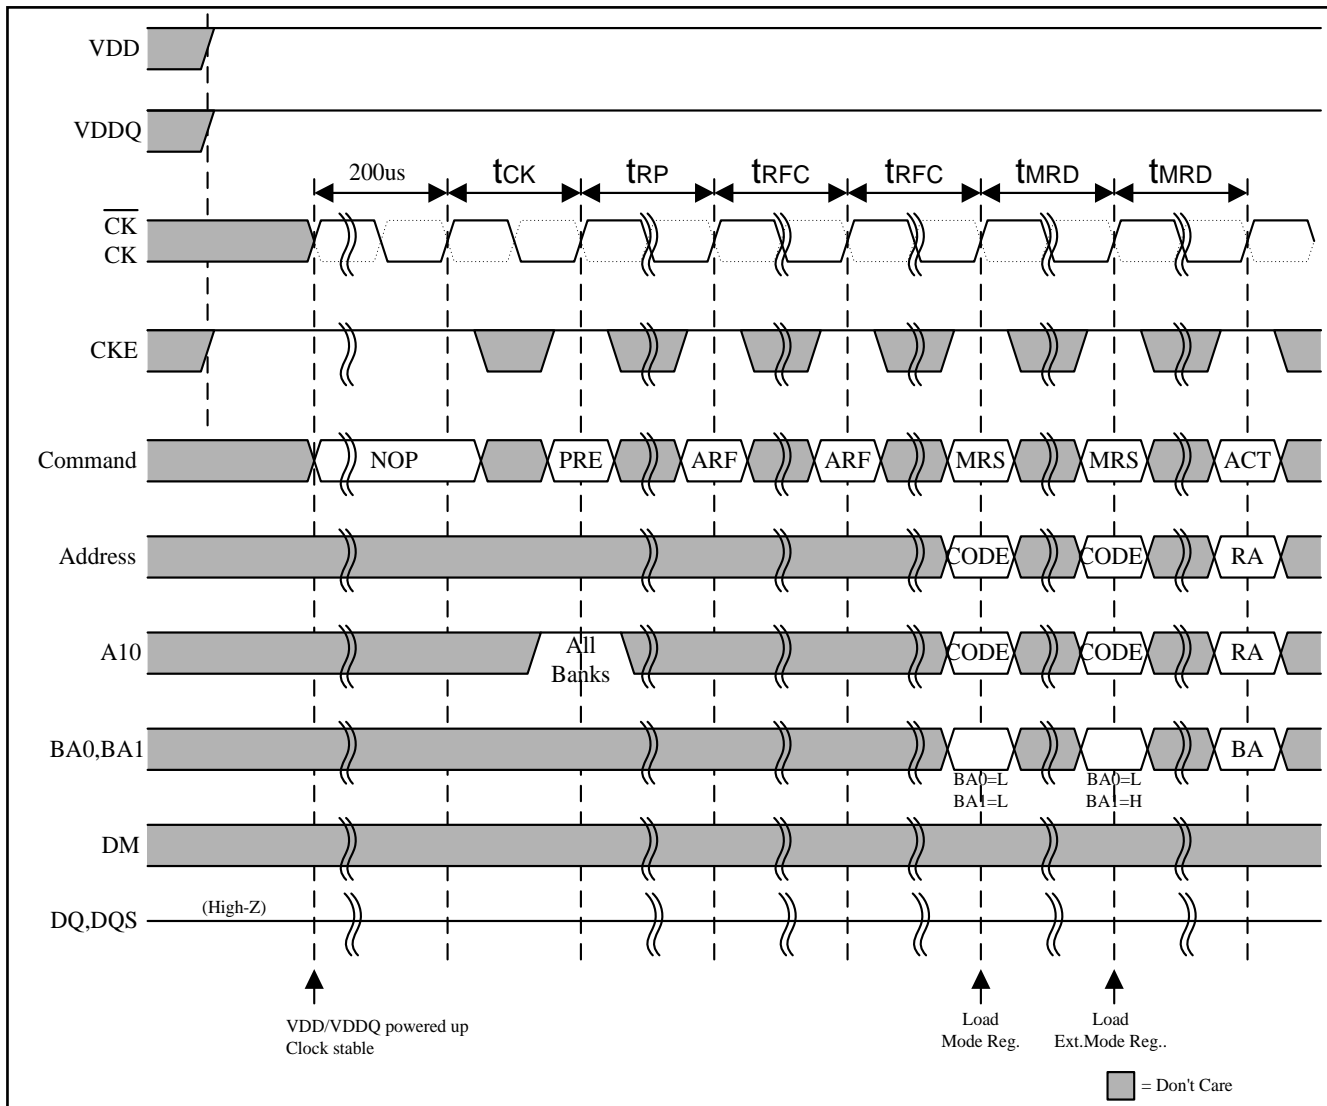 VDD
VDDQ
200us tCK tRP tRFC tRFC tMRD tMRD
CK
CK
CKE
Command NOP PRE ARF ARF MRS MRS ACT
Address CODE CODE RA
A10 All Banks CODE CODE RA
BA0,BA1 BA
BA0=L BA0=L
BA1=L BA1=H
DM
(High-Z)
DQ,DQS
VDD/VDDQ powered up
Clock stable
Load
Mode Reg.
Load
Ext.Mode Reg..
= Don't Care